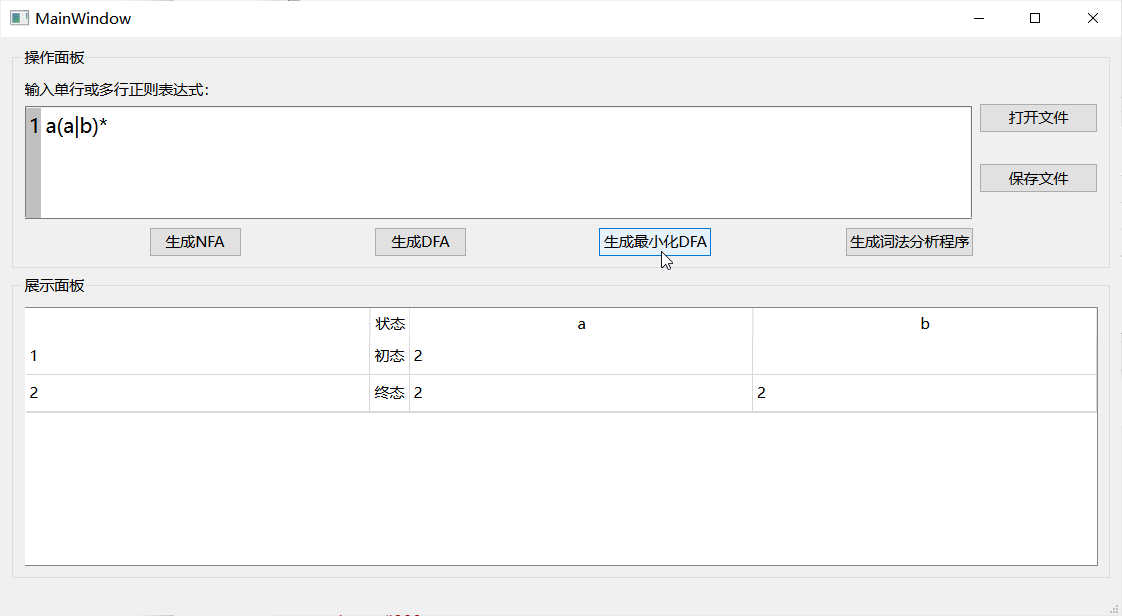 MainWindow
操作面板
输入单行或多行正则表达式：
1 a(a|b)*
打开文件
保存文件
生成NFA 生成DFA 生成最小化DFA 生成词法分析程序
展示面板
状态 a b
1 初态 2
2 终态 2 2